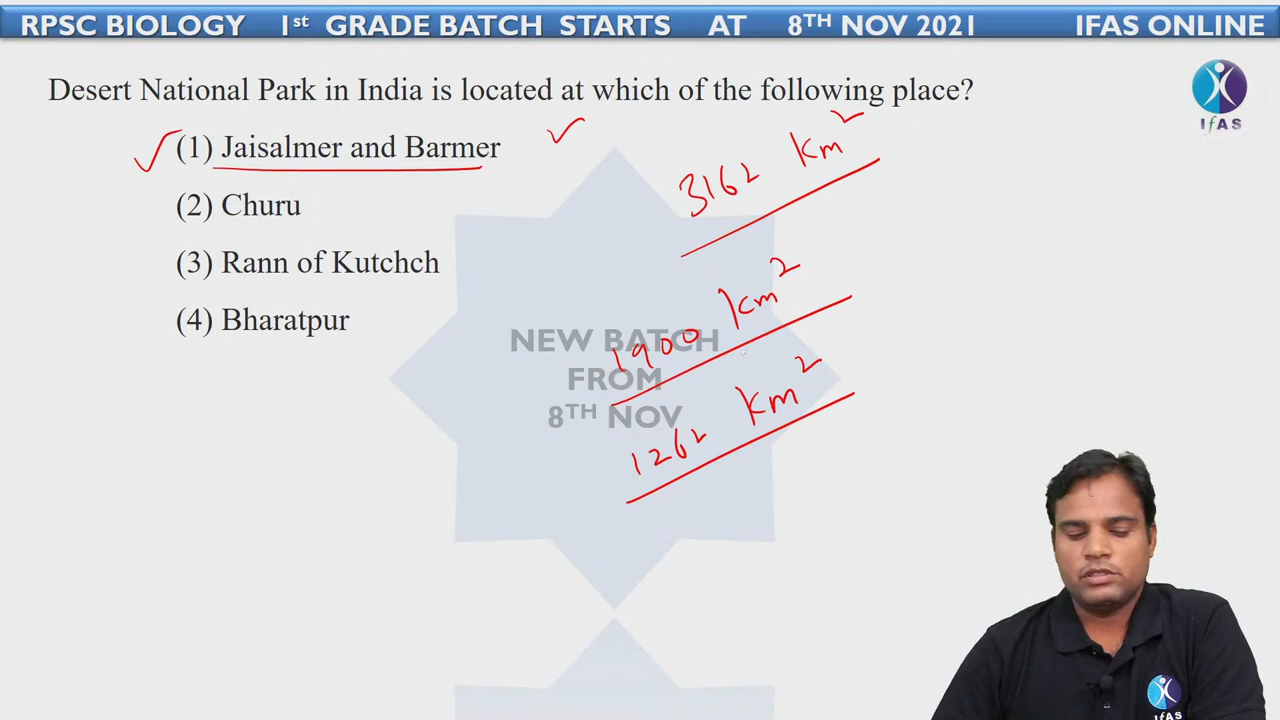 RPSC BIOLOGY 1st GRADE BATCH STARTS AT 8TH NOV 2021 IFAS ONLINE
Desert National Park in India is located at which of the following place?
IfAS
(1) Jaisalmer and Barmer
3162 km²
(2) Churu
(3) Rann of Kutchch
1900 km²
(4) Bharatpur
NEW BATCH
FROM
8TH NOV
1262 km²
IfAS